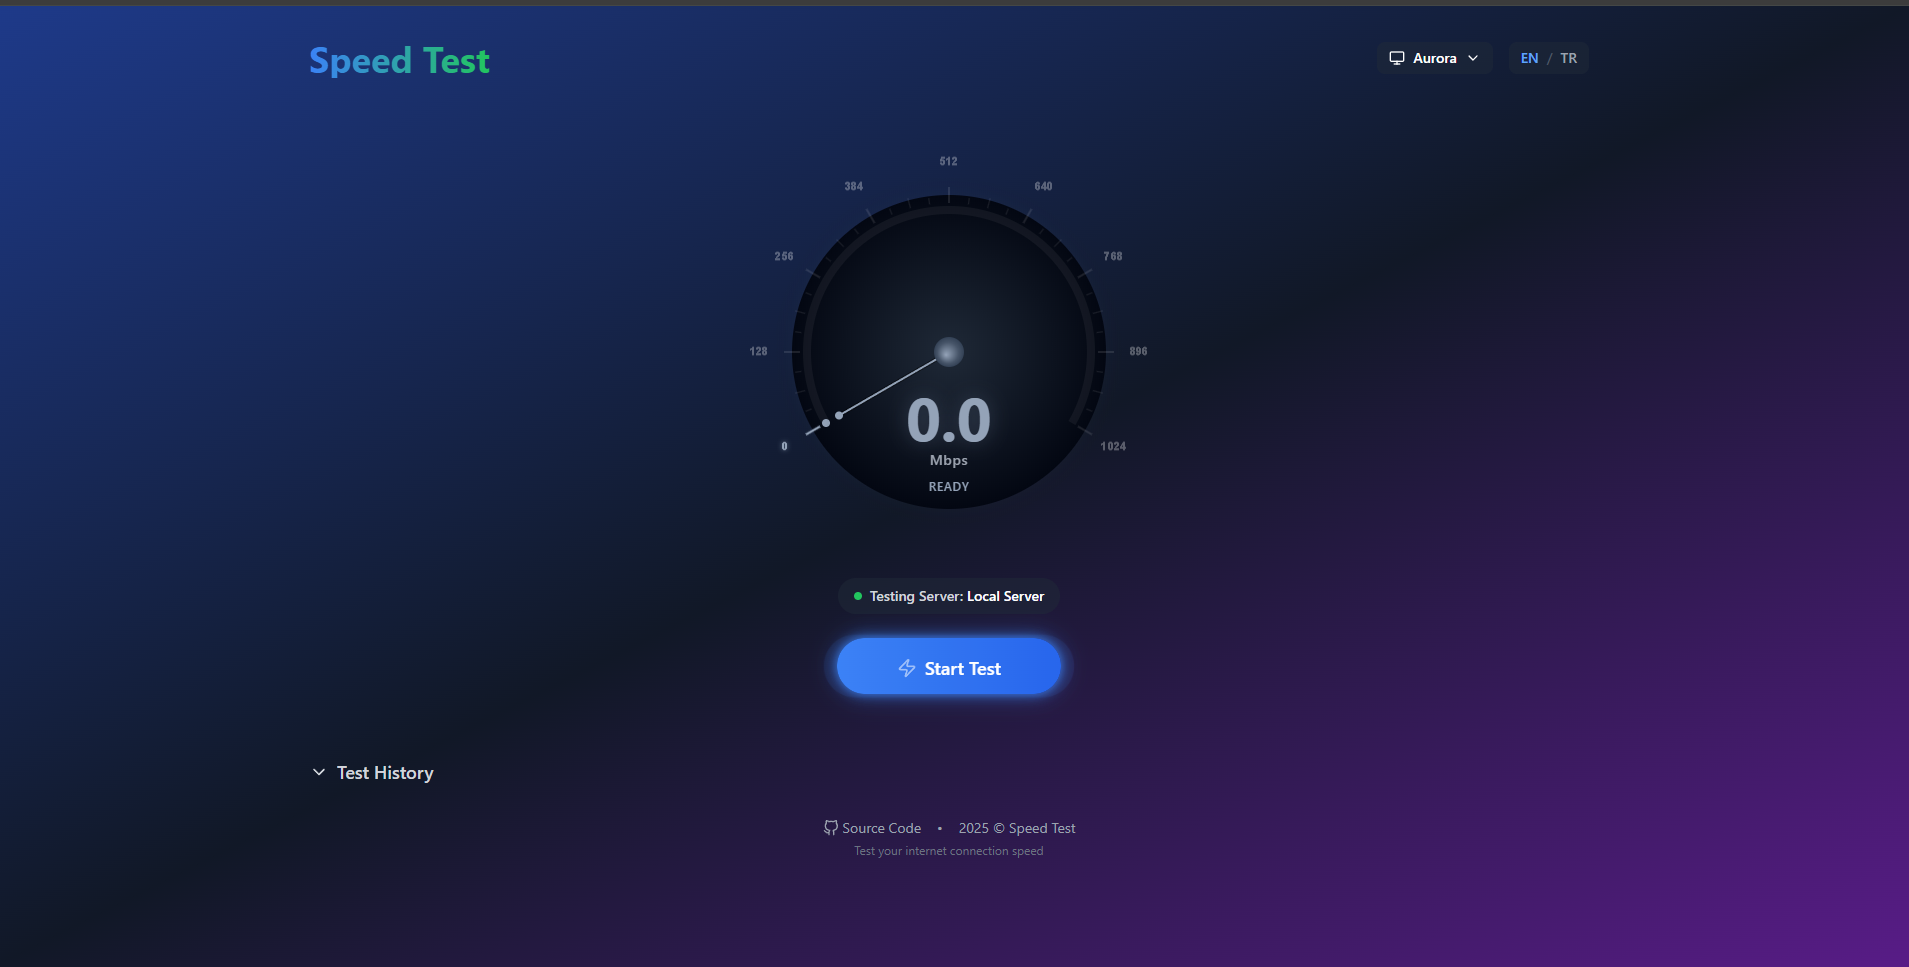 Speed Test
Aurora
EN / TR
512
384
640
256
768
128
896
0
1024
0.0
Mbps
READY
Testing Server: Local Server
Start Test
Test History
Source Code • 2025 © Speed Test
Test your internet connection speed